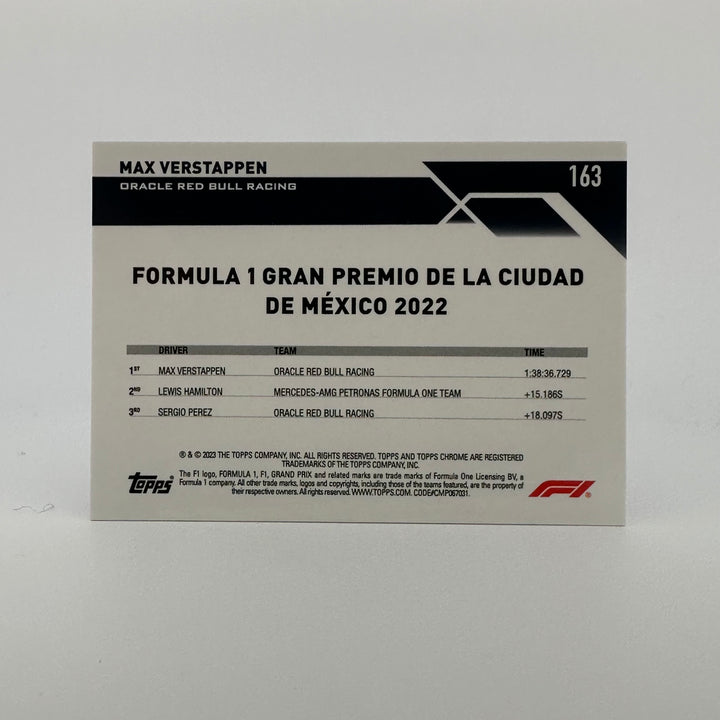 MAX VERSTAPPEN
ORACLE RED BULL RACING
163
FORMULA 1 GRAN PREMIO DE LA CIUDAD
DE MÉXICO 2022
DRIVER TEAM TIME
1ST MAX VERSTAPPEN ORACLE RED BULL RACING 1:38:36.729
2ND LEWIS HAMILTON MERCEDES-AMG PETRONAS FORMULA ONE TEAM +15.186S
3RD SERGIO PEREZ ORACLE RED BULL RACING +18.097S
® & © 2023 THE TOPPS COMPANY, INC. ALL RIGHTS RESERVED. TOPPS AND TOPPS CHROME ARE REGISTERED
TRADEMARKS OF THE TOPPS COMPANY, INC.
The F1 logo, FORMULA 1, F1, GRAND PRIX and related marks are trade marks of Formula One Licensing BV, a
Formula 1 company. All other trade marks, logos and copyrights, including those of the teams featured, are the property of
their respective owners. All rights reserved. WWW.TOPPS.COM. CODE#CMP067031.
TOPPS®
F1®